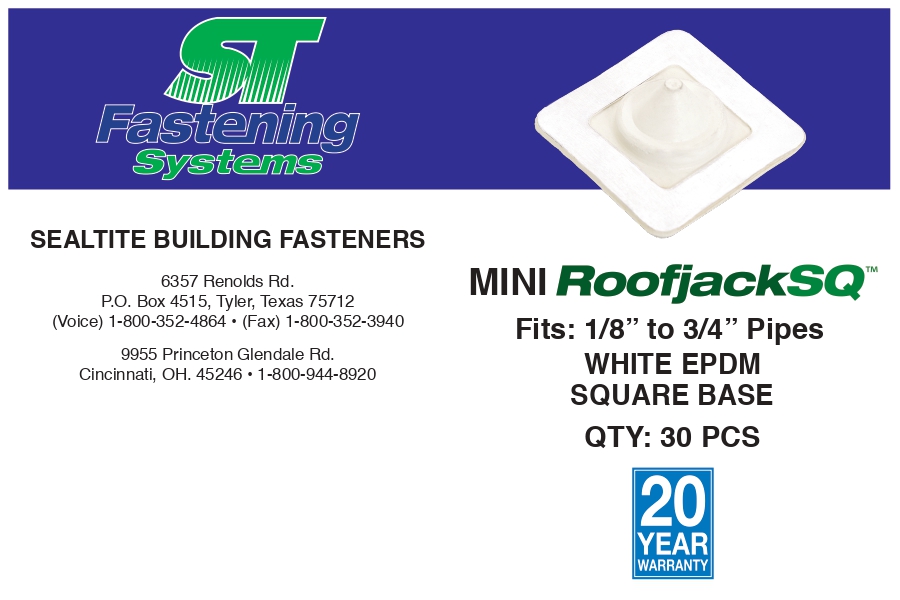 ST
Fastening
Systems
SEALTITE BUILDING FASTENERS
6357 Renolds Rd.
P.O. Box 4515, Tyler, Texas 75712
(Voice) 1-800-352-4864 • (Fax) 1-800-352-3940
9955 Princeton Glendale Rd.
Cincinnati, OH. 45246 • 1-800-944-8920
MINI RoofjackSQ™
Fits: 1/8” to 3/4” Pipes
WHITE EPDM
SQUARE BASE
QTY: 30 PCS
20
YEAR
WARRANTY